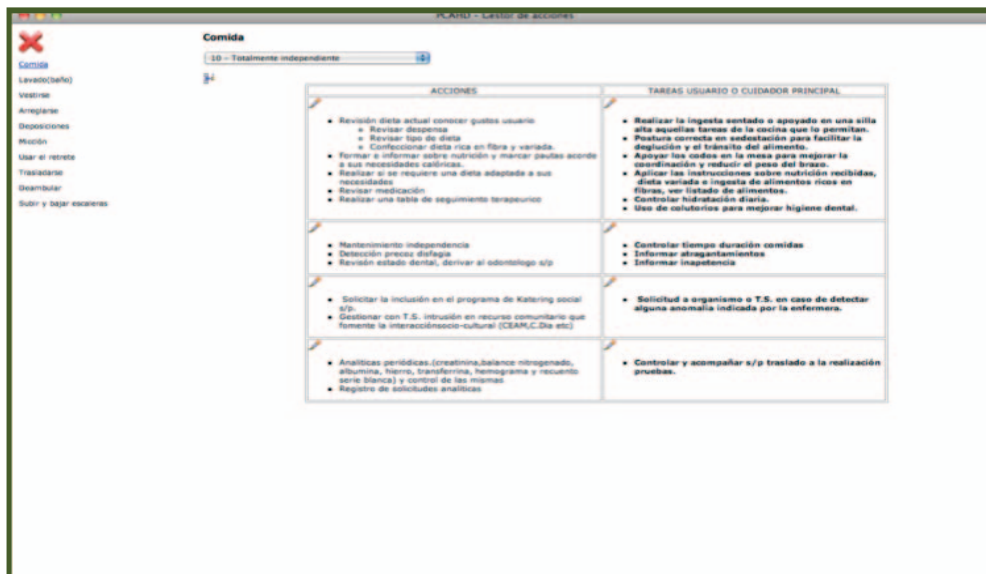 PCAHD - Gestor de acciones
Comida
Lavado(baño)
Vestirse
Arreglarse
Deposiciones
Micción
Usar el retrete
Trasladarse
Deambular
Subir y bajar escaleras
Comida
10 - Totalmente independiente
ACCIONES
Revisión dieta actual conocer gustos usuario
Revisar despensa
Revisar tipo de dieta
Confeccionar dieta rica en fibra y variada.
Formar e informar sobre nutrición y marcar pautas acorde
a sus necesidades calóricas.
Realizar si se requiere una dieta adaptada a sus
necesidades
Revisar medicación
Realizar una tabla de seguimiento terapeurico
TAREAS USUARIO O CUIDADOR PRINCIPAL
Realizar la ingesta sentado o apoyado en una silla
alta aquellas tareas de la cocina que lo permitan.
Postura correcta en sedestación para facilitar la
deglución y el tránsito del alimento.
Apoyar los codos en la mesa para mejorar la
coordinación y reducir el peso del brazo.
Aplicar las instrucciones sobre nutrición recibidas,
dieta variada e ingesta de alimentos ricos en
fibras, ver listado de alimentos.
Controlar hidratación diaria.
Uso de colutorios para mejorar higiene dental.
Mantenimiento independencia
Detección precoz disfagia
Revisón estado dental, derivar al odontologo s/p
Controlar tiempo duración comidas
Informar atragantamientos
Informar inapetencia
Solicitar la inclusión en el programa de Katering social
s/p.
Gestionar con T.S. intrusión en recurso comunitario que
fomente la interacciónsocio-cultural (CEAM,C.Dia etc)
Solicitud a organismo o T.S. en caso de detectar
alguna anomalia indicada por la enfermera.
Analiticas periódicas.(creatinina,balance nitrogenado,
albumina, hierro, transferrina, hemograma y recuento
serie blanca) y control de las mismas
Registro de solicitudes analíticas
Controlar y acompañar s/p traslado a la realización
pruebas.